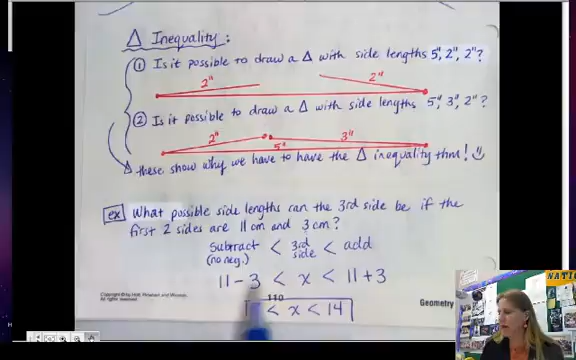 Δ Inequality:
① Is it possible to draw a Δ with side lengths 5", 2", 2"?
2" 2"
② Is it possible to draw a Δ with side lengths 5", 3", 2"?
2" 3"
5"
Δ these show why we have to have the Δ inequality thm!
ex What possible side lengths can the 3rd side be if the
first 2 sides are 11 cm and 3 cm?
Subtract < 3rd side < add
(no neg.)
11 - 3 < x < 11 + 3
110
< x < 14
Copyright © by Holt, Rinehart and Winston.
Geometry
NATION